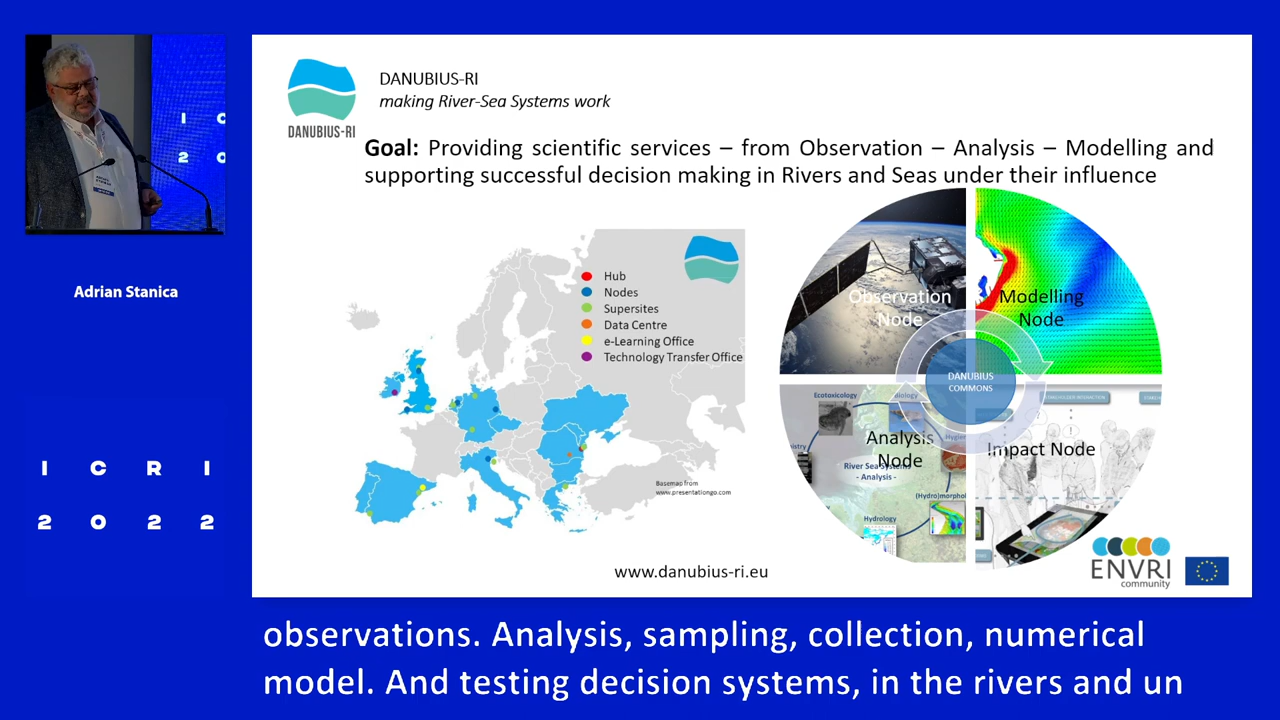 DANUBIUS-RI
making River-Sea Systems work
DANUBIUS-RI
Goal: Providing scientific services – from Observation – Analysis – Modelling and
supporting successful decision making in Rivers and Seas under their influence
I C
2 0
Adrian Stanica
I C R I
2 0 2 2
Hub
Nodes
Supersites
Data Centre
e-Learning Office
Technology Transfer Office
Basemap from
www.presentationgo.com
Observation
Node
Modelling
Node
DANUBIUS
COMMONS
Ecotoxicology
Analysis
Node
River Sea Systems
- Analysis -
(Hydro)morphol
Hydrology
Impact Node
www.danubius-ri.eu
ENVRI
community
observations. Analysis, sampling, collection, numerical
model. And testing decision systems, in the rivers and un